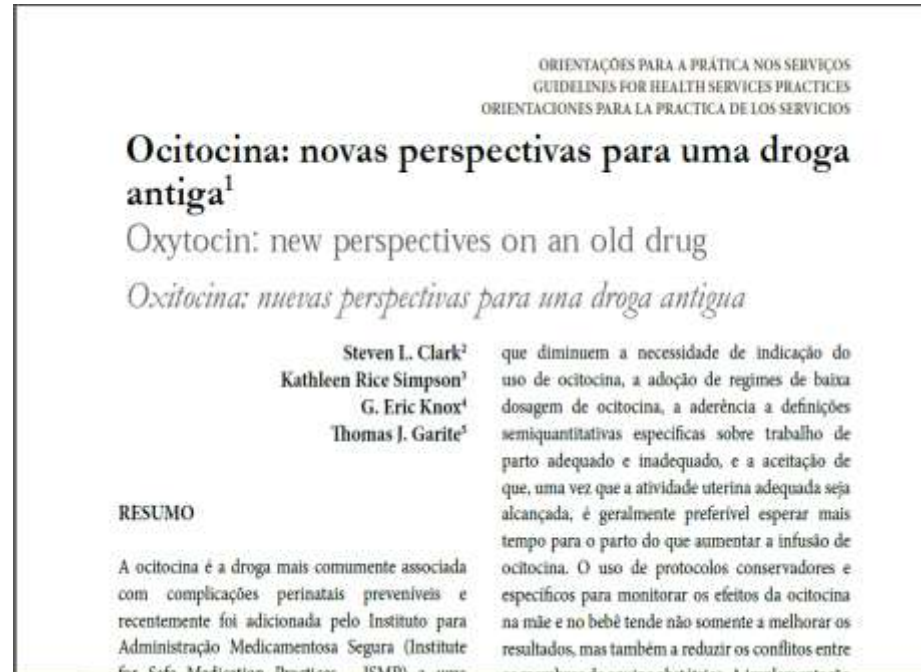 ORIENTAÇÕES PARA A PRÁTICA NOS SERVIÇOS
GUIDELINES FOR HEALTH SERVICES PRACTICES
ORIENTACIONES PARA LA PRACTICA DE LOS SERVICIOS
Ocitocina: novas perspectivas para uma droga
antiga¹
Oxytocin: new perspectives on an old drug
Oxitocina: nuevas perspectivas para una droga antigua
Steven L. Clark²
Kathleen Rice Simpson³
G. Eric Knox⁴
Thomas J. Garite⁵
RESUMO
A ocitocina é a droga mais comumente associada
com complicações perinatais preveníveis e
recentemente foi adicionada pelo Instituto para
Administração Medicamentosa Segura (Institute
for Safe Medication Practices - ISMP) a uma
que diminuem a necessidade de indicação do
uso de ocitocina, a adoção de regimes de baixa
dosagem de ocitocina, a aderência a definições
semiquantitativas específicas sobre trabalho de
parto adequado e inadequado, e a aceitação de
que, uma vez que a atividade uterina adequada seja
alcançada, é geralmente preferível esperar mais
tempo para o parto do que aumentar a infusão de
ocitocina. O uso de protocolos conservadores e
específicos para monitorar os efeitos da ocitocina
na mãe e no bebê tende não somente a melhorar os
resultados, mas também a reduzir os conflitos entre